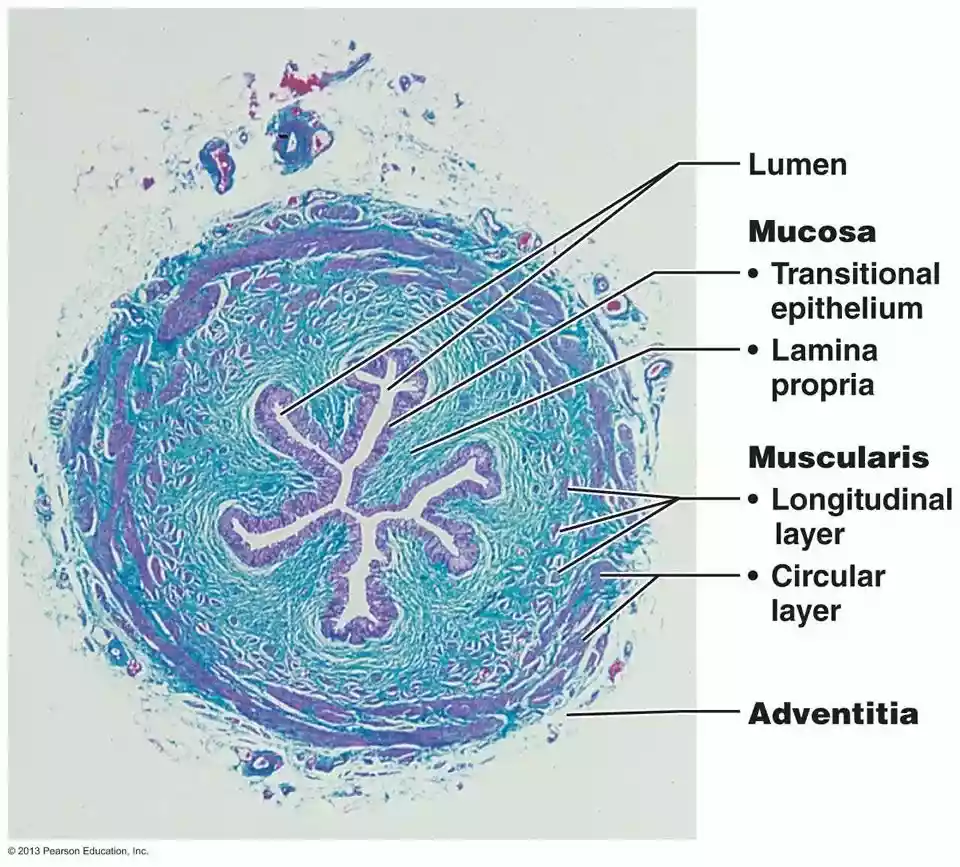 Lumen
Mucosa
• Transitional
epithelium
• Lamina
propria
Muscularis
• Longitudinal
layer
• Circular
layer
Adventitia
© 2013 Pearson Education, Inc.